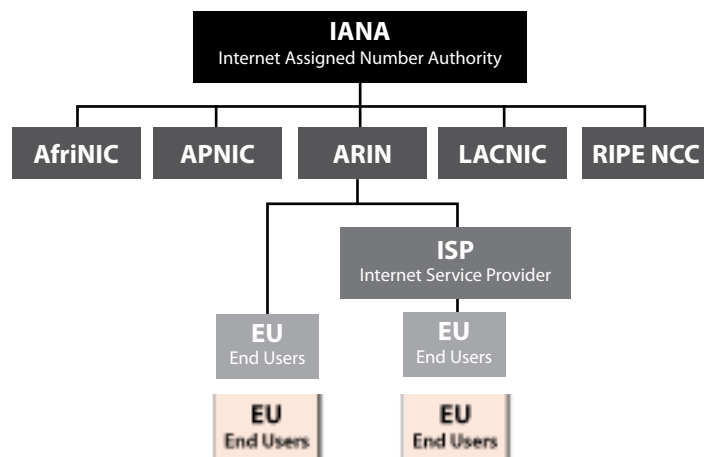 IANA
Internet Assigned Number Authority
AfriNIC APNIC ARIN LACNIC RIPE NCC
ISP
Internet Service Provider
EU
End Users
EU
End Users
EU
End Users
EU
End Users